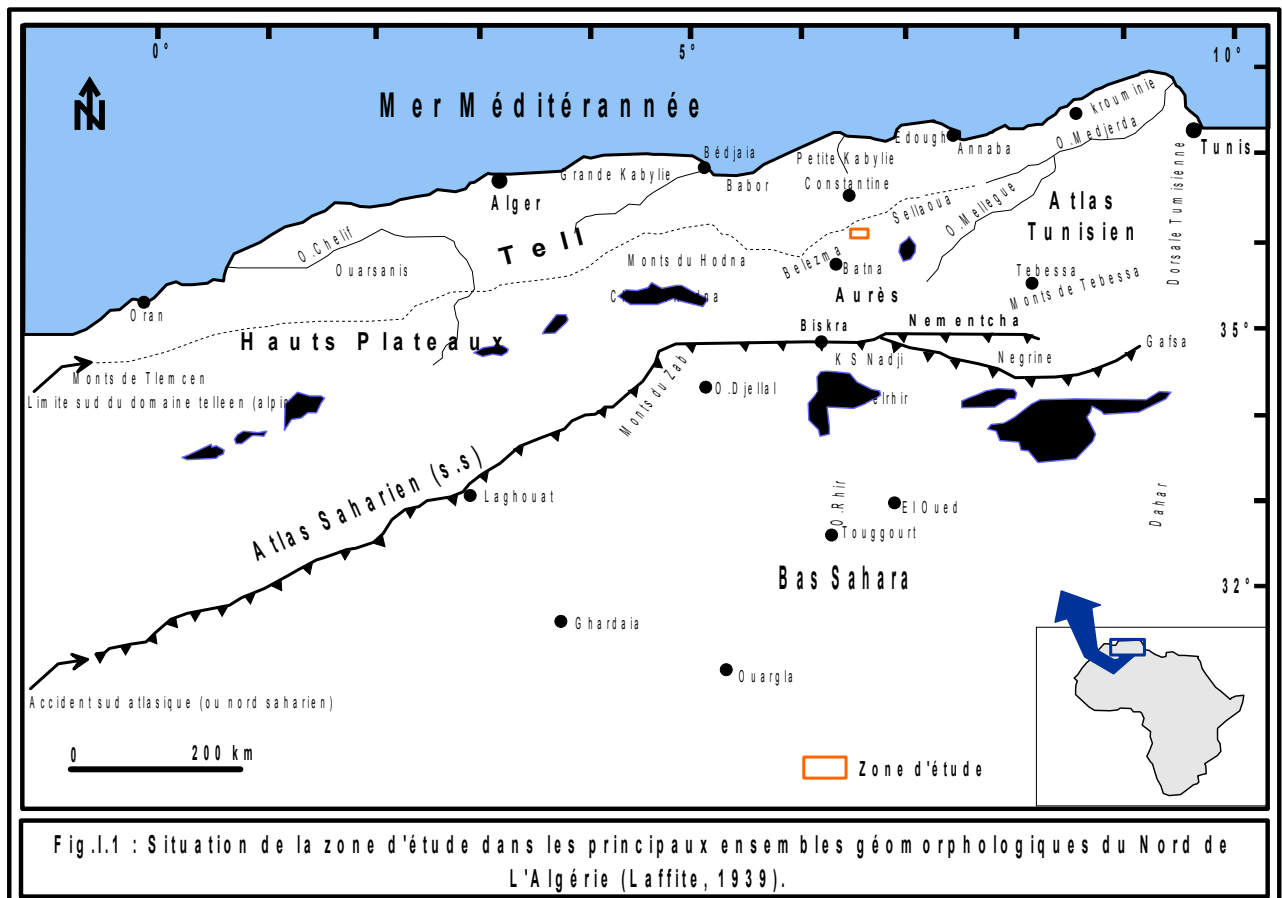 0°
5°
10°
N
Mer Méditérannée
krouminie
Edough
Annaba
O.Medjerda
Tunis
Bédjaia
Petite Kabylie
Grande Kabylie
Babor
Constantine
Alger
Dorsale Tumisienne
Sellaoua
O.Mellegue
Atlas
Tunisien
O.Chelif
Tell
Ouarsanis
Monts du Hodna
Belezma
Batna
Tebessa
Monts de Tebessa
Aurès
Oran
Biskra
Nementcha
35°
Hauts Plateaux
Gafsa
K S Nadji
Negrine
Monts de Tlemcen
Monts du Zab
O.Djellal
Limite sud du domaine telleen (alpin
elrhir
Atlas Saharien (s.s)
Laghouat
O.Rhir
El Oued
Dahar
Touggourt
Bas Sahara
32°
Ghardaia
Ouargla
Accident sud atlasique (ou nord saharien)
0 200 km
Zone d'étude
Fig.I.1 : Situation de la zone d'étude dans les principaux ensembles géomorphologiques du Nord de
L'Algérie (Laffite, 1939).